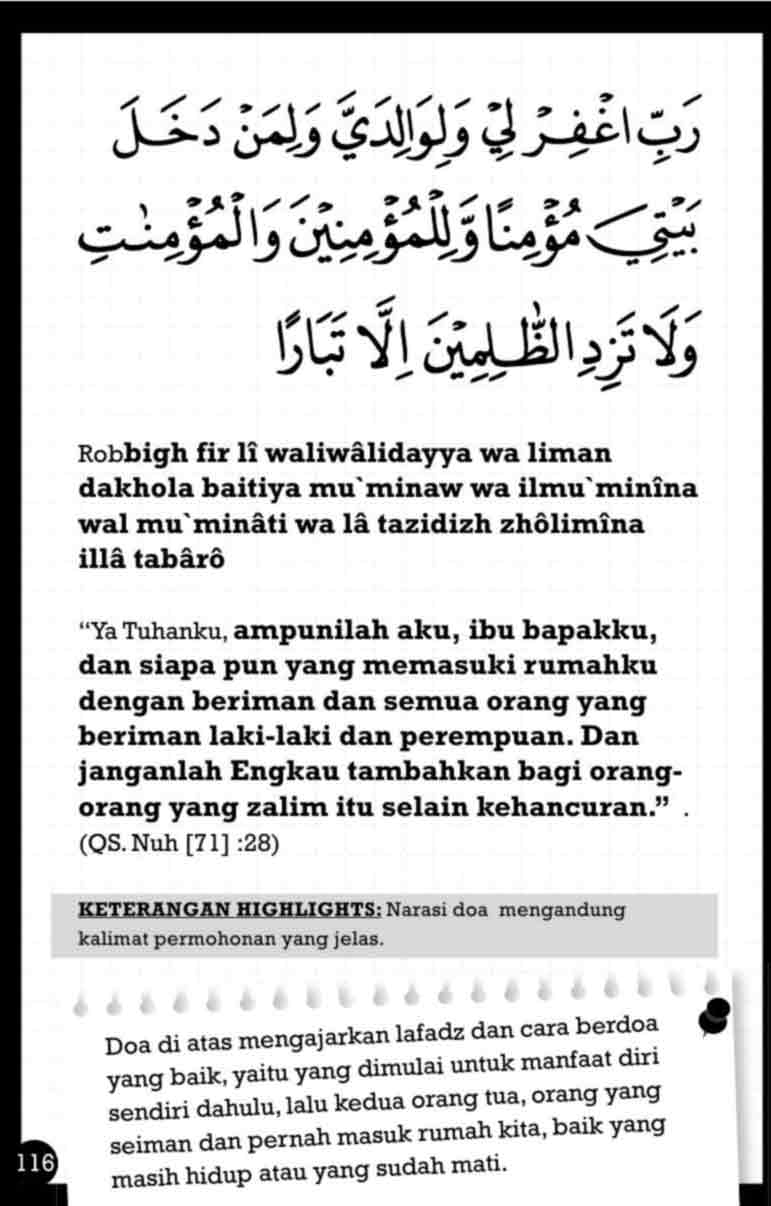 رَبِّ اغْفِرْ لِيْ وَلِوَالِدَيَّ وَلِمَنْ دَخَلَ
بَيْتِيَ مُؤْمِنًا وَّلِلْمُؤْمِنِيْنَ وَالْمُؤْمِنٰتِ
وَلَا تَزِدِ الظّٰلِمِيْنَ اِلَّا تَبَارًا
Robbigh fir lî waliwâlidayya wa liman
dakhola baitiya mu`minaw wa ilmu`minîna
wal mu`minâti wa lâ tazidizh zhôlimîna
illâ tabârô
“Ya Tuhanku, ampunilah aku, ibu bapakku,
dan siapa pun yang memasuki rumahku
dengan beriman dan semua orang yang
beriman laki-laki dan perempuan. Dan
janganlah Engkau tambahkan bagi orang-
orang yang zalim itu selain kehancuran.” .
(QS. Nuh [71] :28)
KETERANGAN HIGHLIGHTS: Narasi doa mengandung
kalimat permohonan yang jelas.
Doa di atas mengajarkan lafadz dan cara berdoa
yang baik, yaitu yang dimulai untuk manfaat diri
sendiri dahulu, lalu kedua orang tua, orang yang
seiman dan pernah masuk rumah kita, baik yang
masih hidup atau yang sudah mati.
116